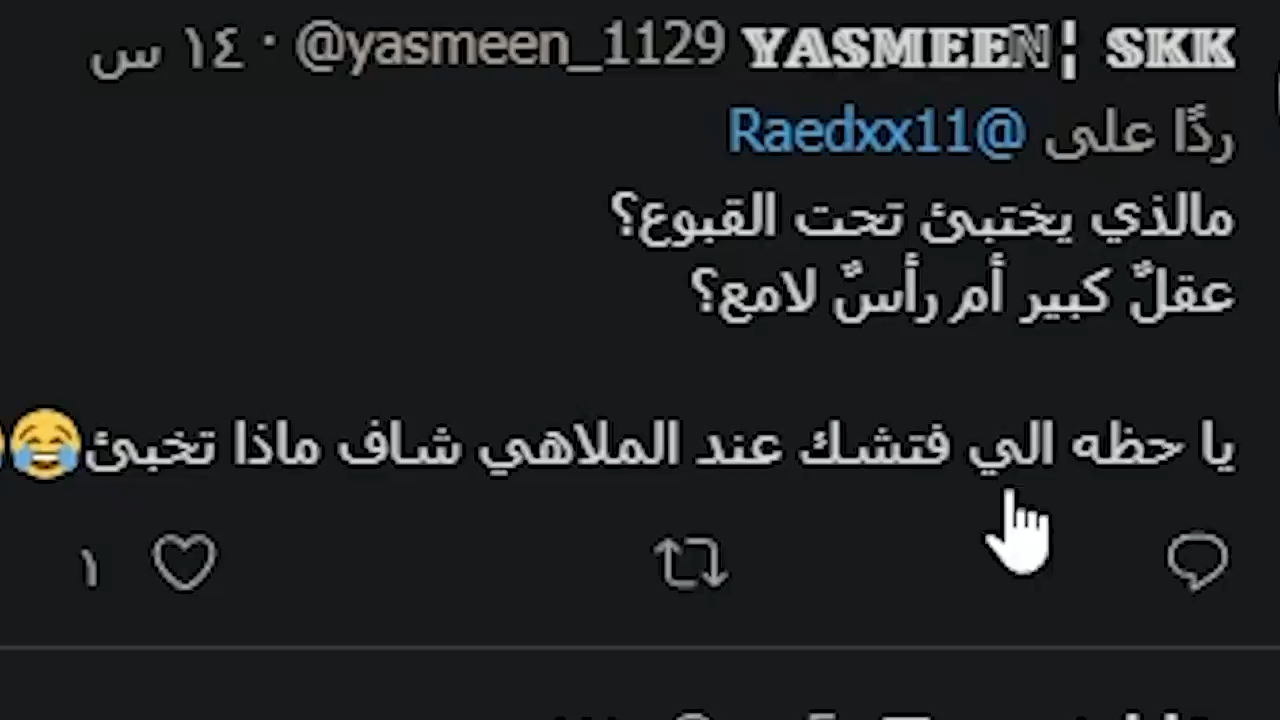 YASMEEN¦ SKK @yasmeen_1129 · ١٤ س
ردًا على @Raedxx11
مالذي يختبئ تحت القبوع؟
عقلٌ كبير أم رأسٌ لامع؟
يا حظه الي فتشك عند الملاهي شاف ماذا تخبئ😂
١